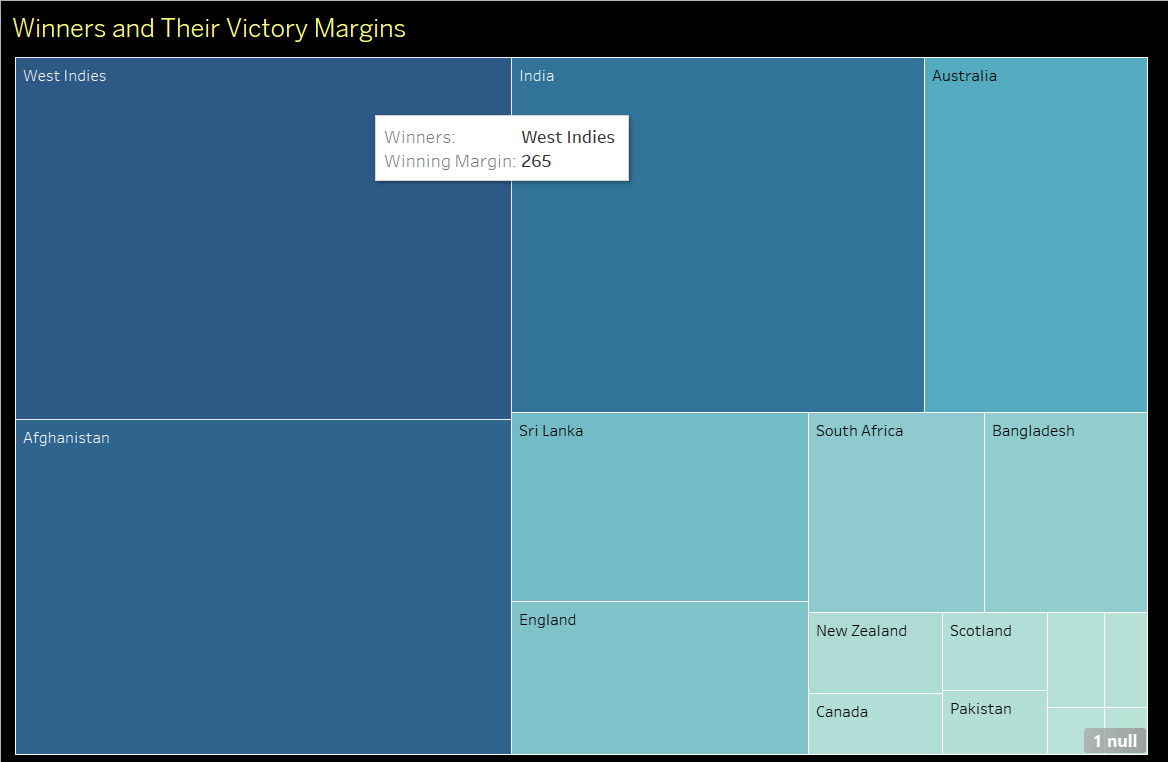 Winners and Their Victory Margins
West Indies
India
Australia
Winners: West Indies
Winning Margin: 265
Afghanistan
Sri Lanka
South Africa
Bangladesh
England
New Zealand
Scotland
Canada
Pakistan
1 null